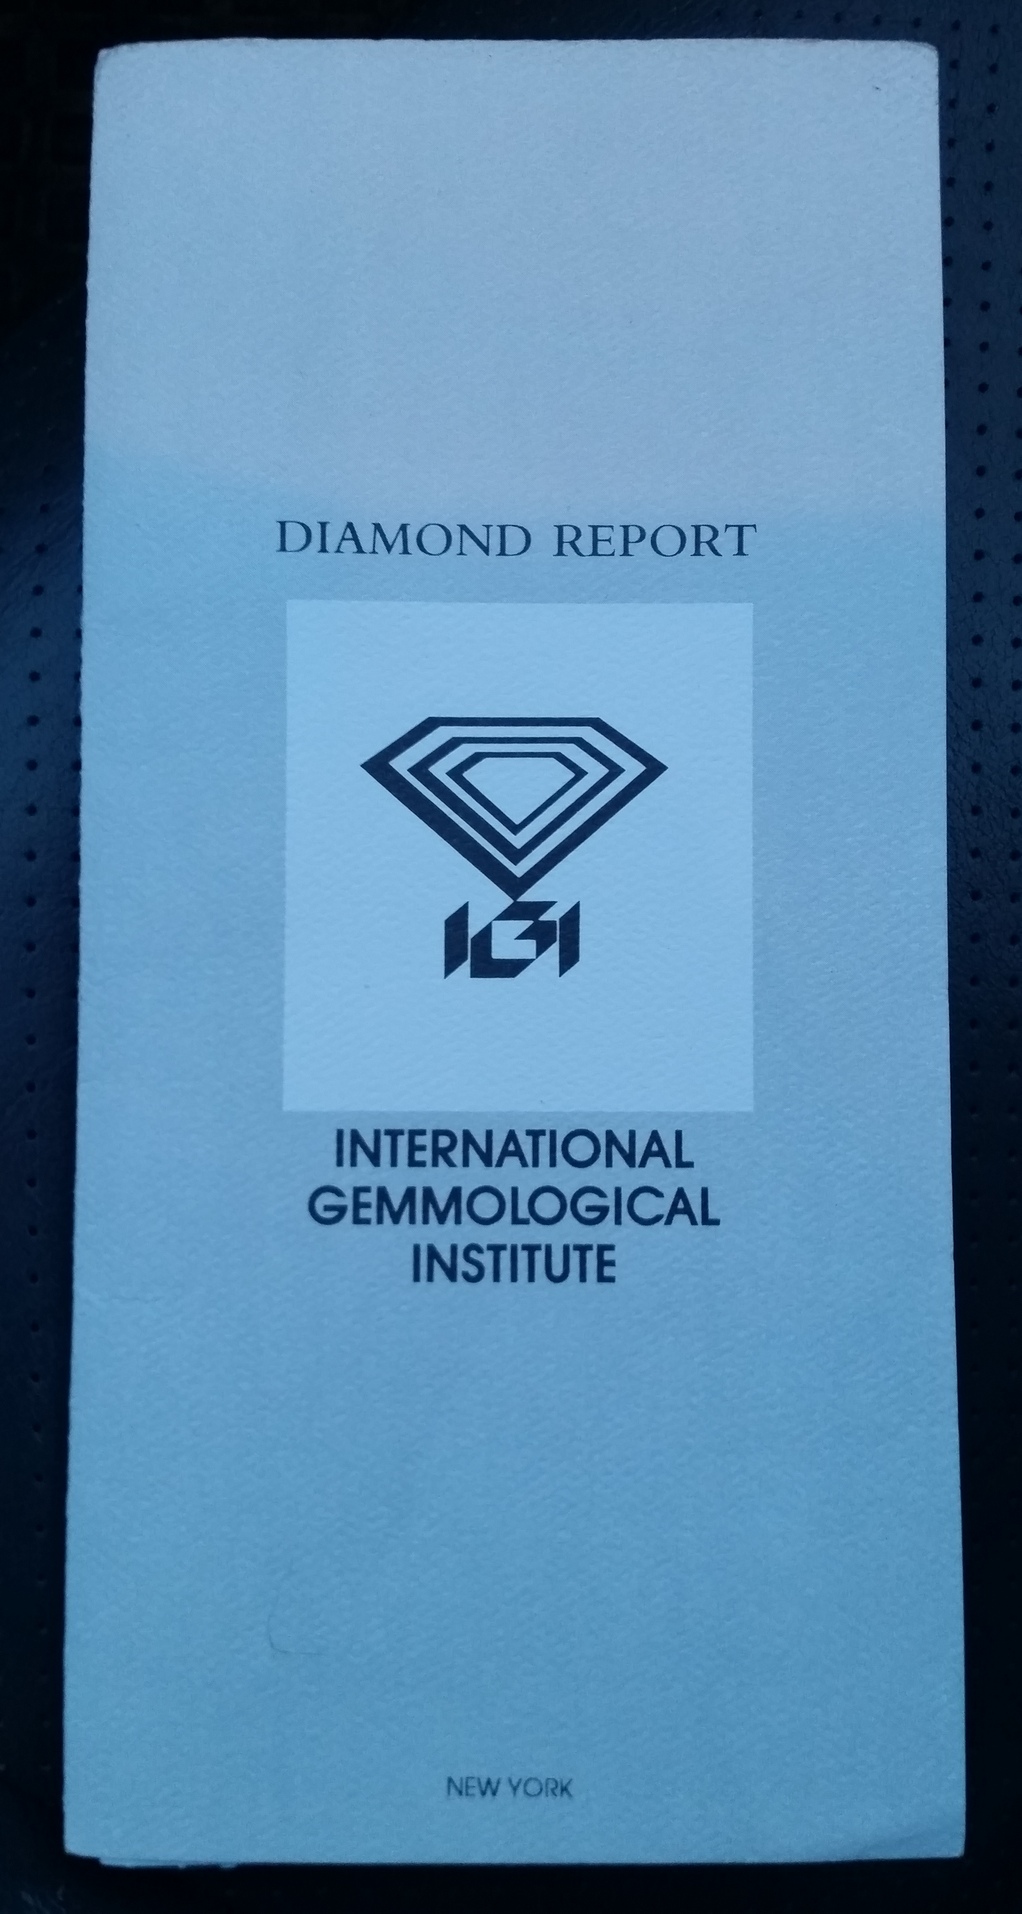 DIAMOND REPORT
IGI
INTERNATIONAL
GEMMOLOGICAL
INSTITUTE
NEW YORK